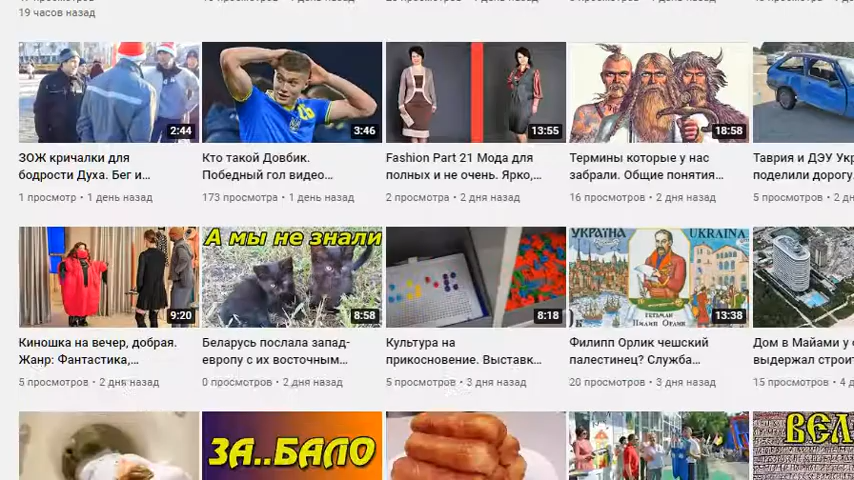 19 часов назад
2:44
3:46
13:55
18:58
ЗОЖ кричалки для
бодрости Духа. Бег и...
1 просмотр • 1 день назад
Кто такой Довбик.
Победный гол видео...
173 просмотра • 1 день назад
Fashion Part 21 Мода для
полных и не очень. Ярко,...
2 просмотра • 2 дня назад
Термины которые у нас
забрали. Общие понятия...
16 просмотров • 2 дня назад
Таврия и ДЭУ Укр
поделили дорогу.
5 просмотров • 2 дн
А мы не знали
УКРАЇНА
UKRAINA
ГЕТЬМАН
ПИЛИП ОРЛИК
9:20
8:58
8:18
13:38
Киношка на вечер, добрая.
Жанр: Фантастика,...
5 просмотров • 2 дня назад
Беларусь послала запад-
европу с их восточным...
0 просмотров • 2 дня назад
Культура на
прикосновение. Выставк...
5 просмотров • 3 дня назад
Филипп Орлик чешский
палестинец? Служба...
20 просмотров • 3 дня назад
Дом в Майами у о
выдержал строит
15 просмотров • 4 д
ЗА..БАЛО
ВЕЛ